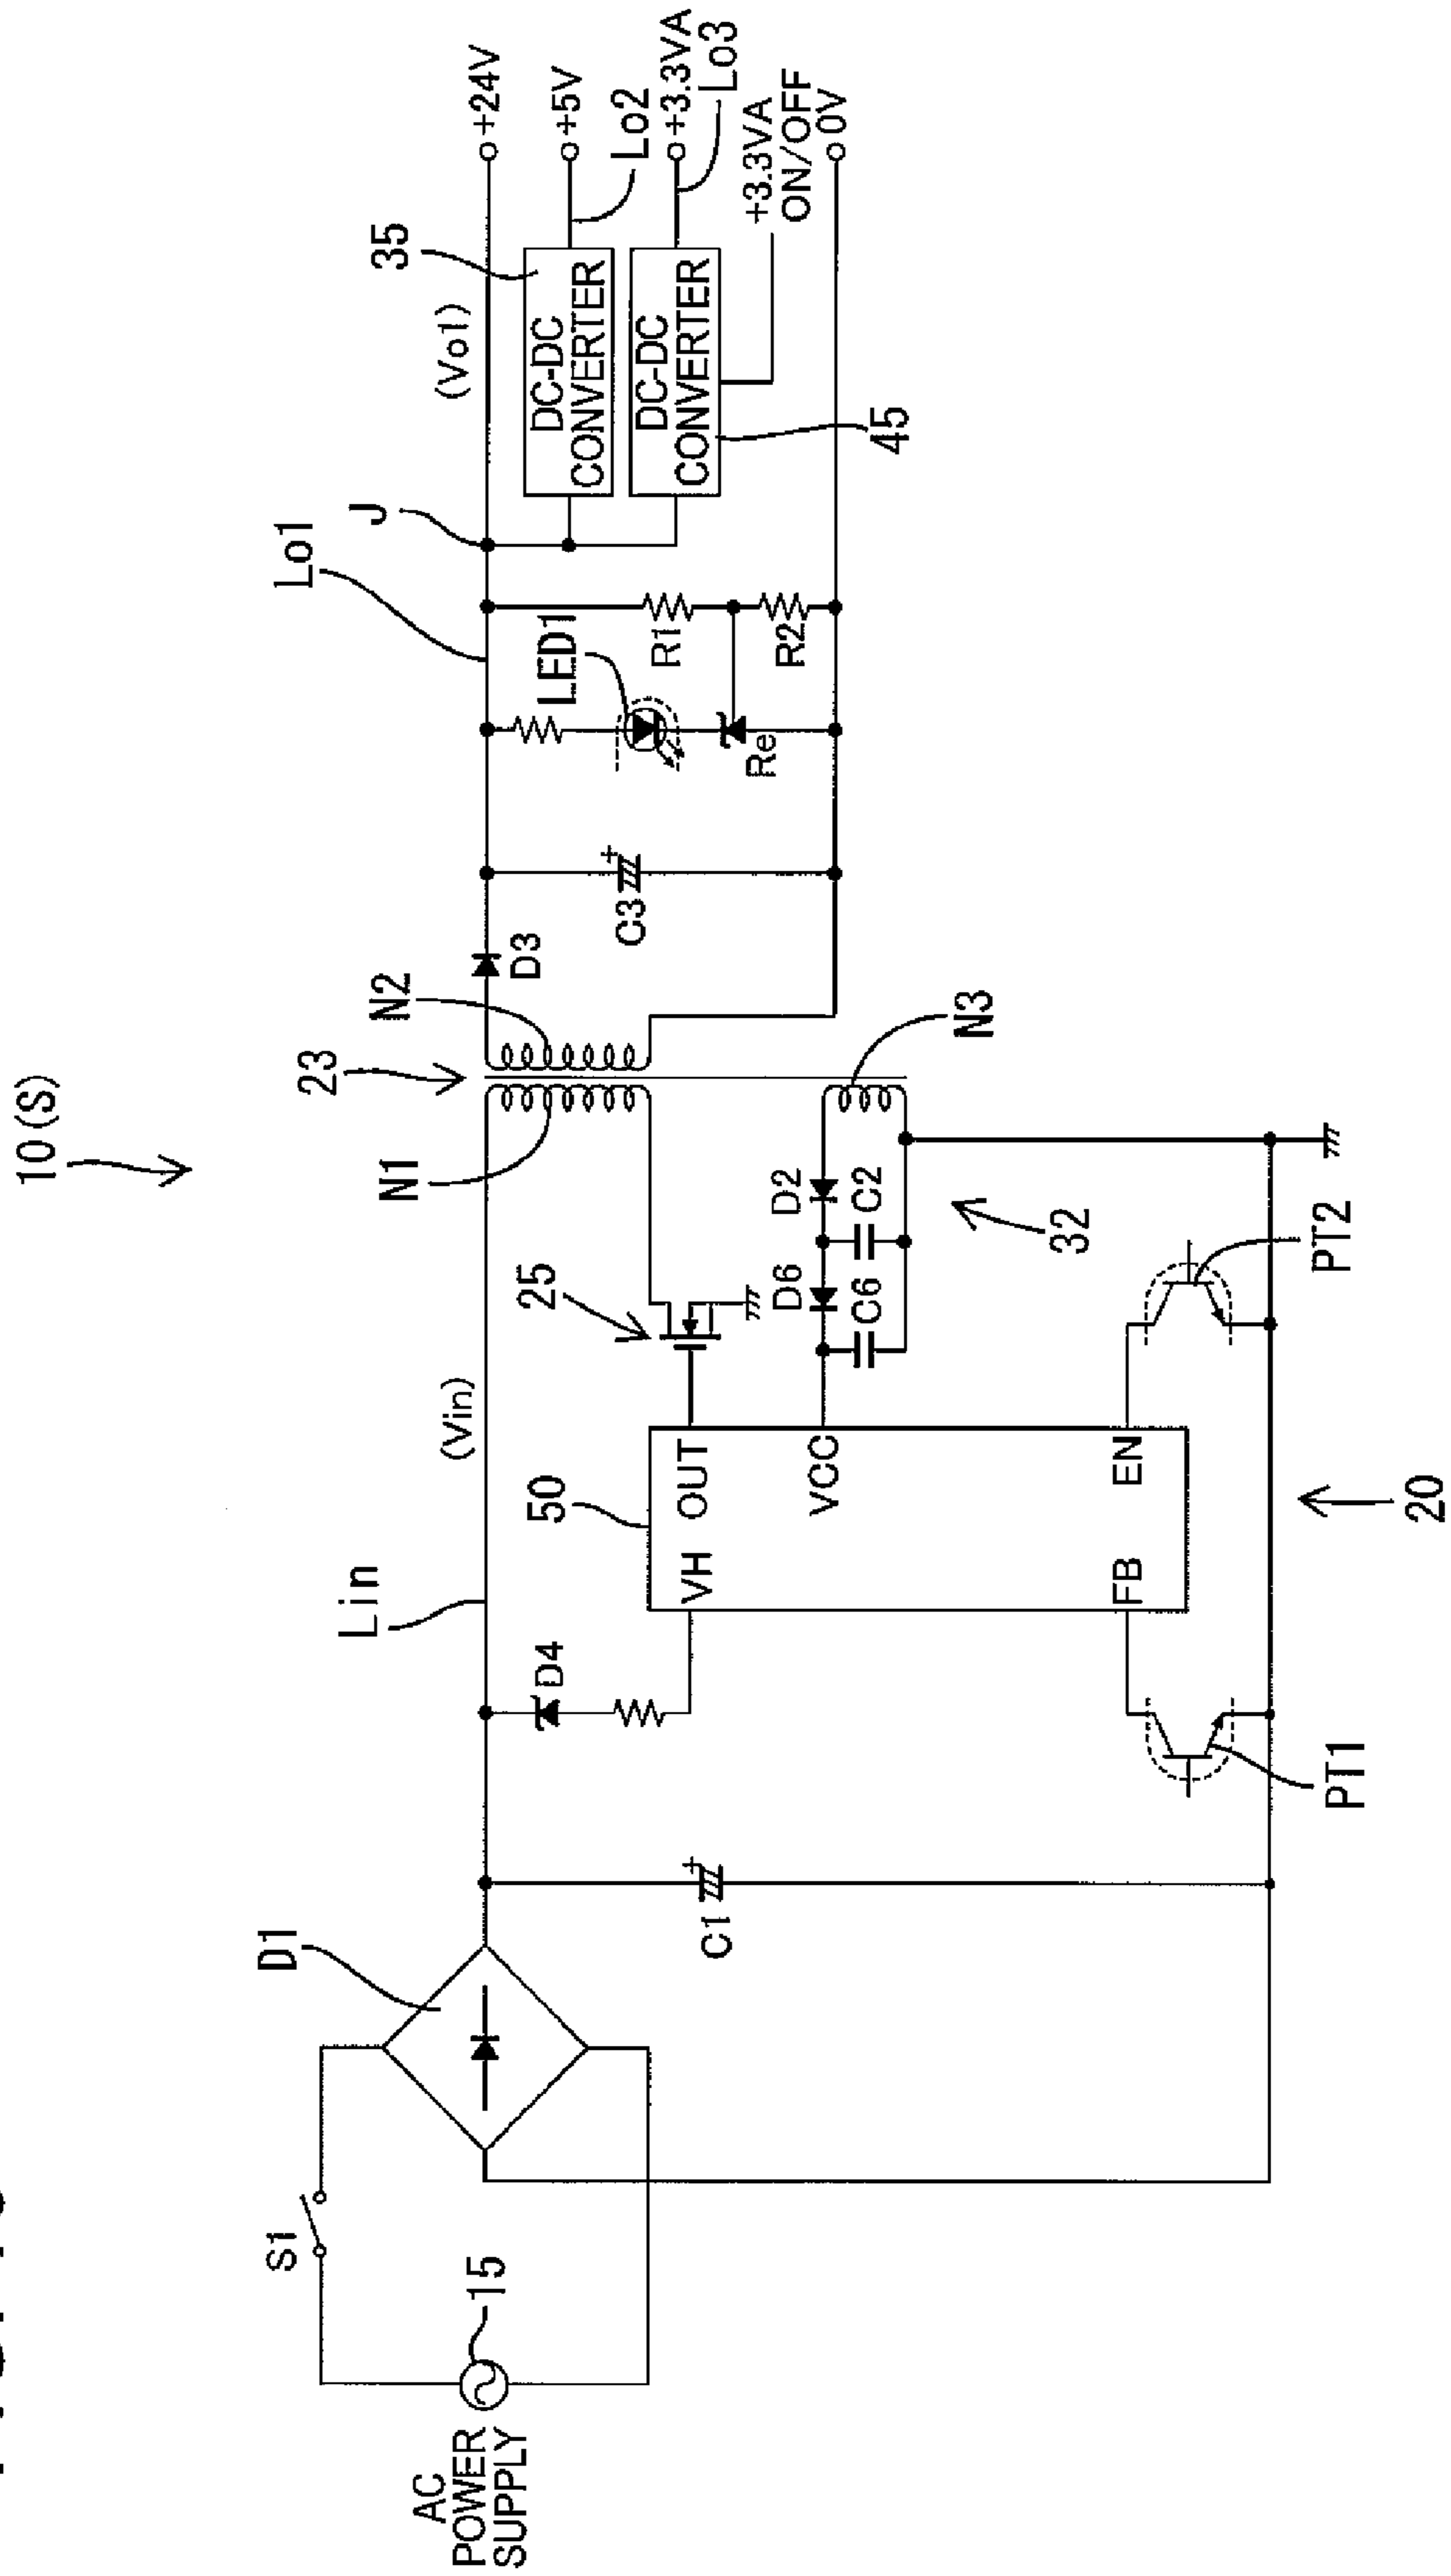 10(S)
23
N1
N2
D3
C3
Lo1
LED1
R1
R2
Re
J
(Vo1)
35
DC-DC
CONVERTER
DC-DC
CONVERTER
45
+24V
+5V
Lo2
+3.3VA
Lo3
+3.3VA
ON/OFF
0V
Lin
(Vin)
25
D4
50
VH
OUT
VCC
FB
EN
D6
D2
C6
C2
N3
32
PT1
PT2
20
D1
C1
S1
15
AC
POWER
SUPPLY